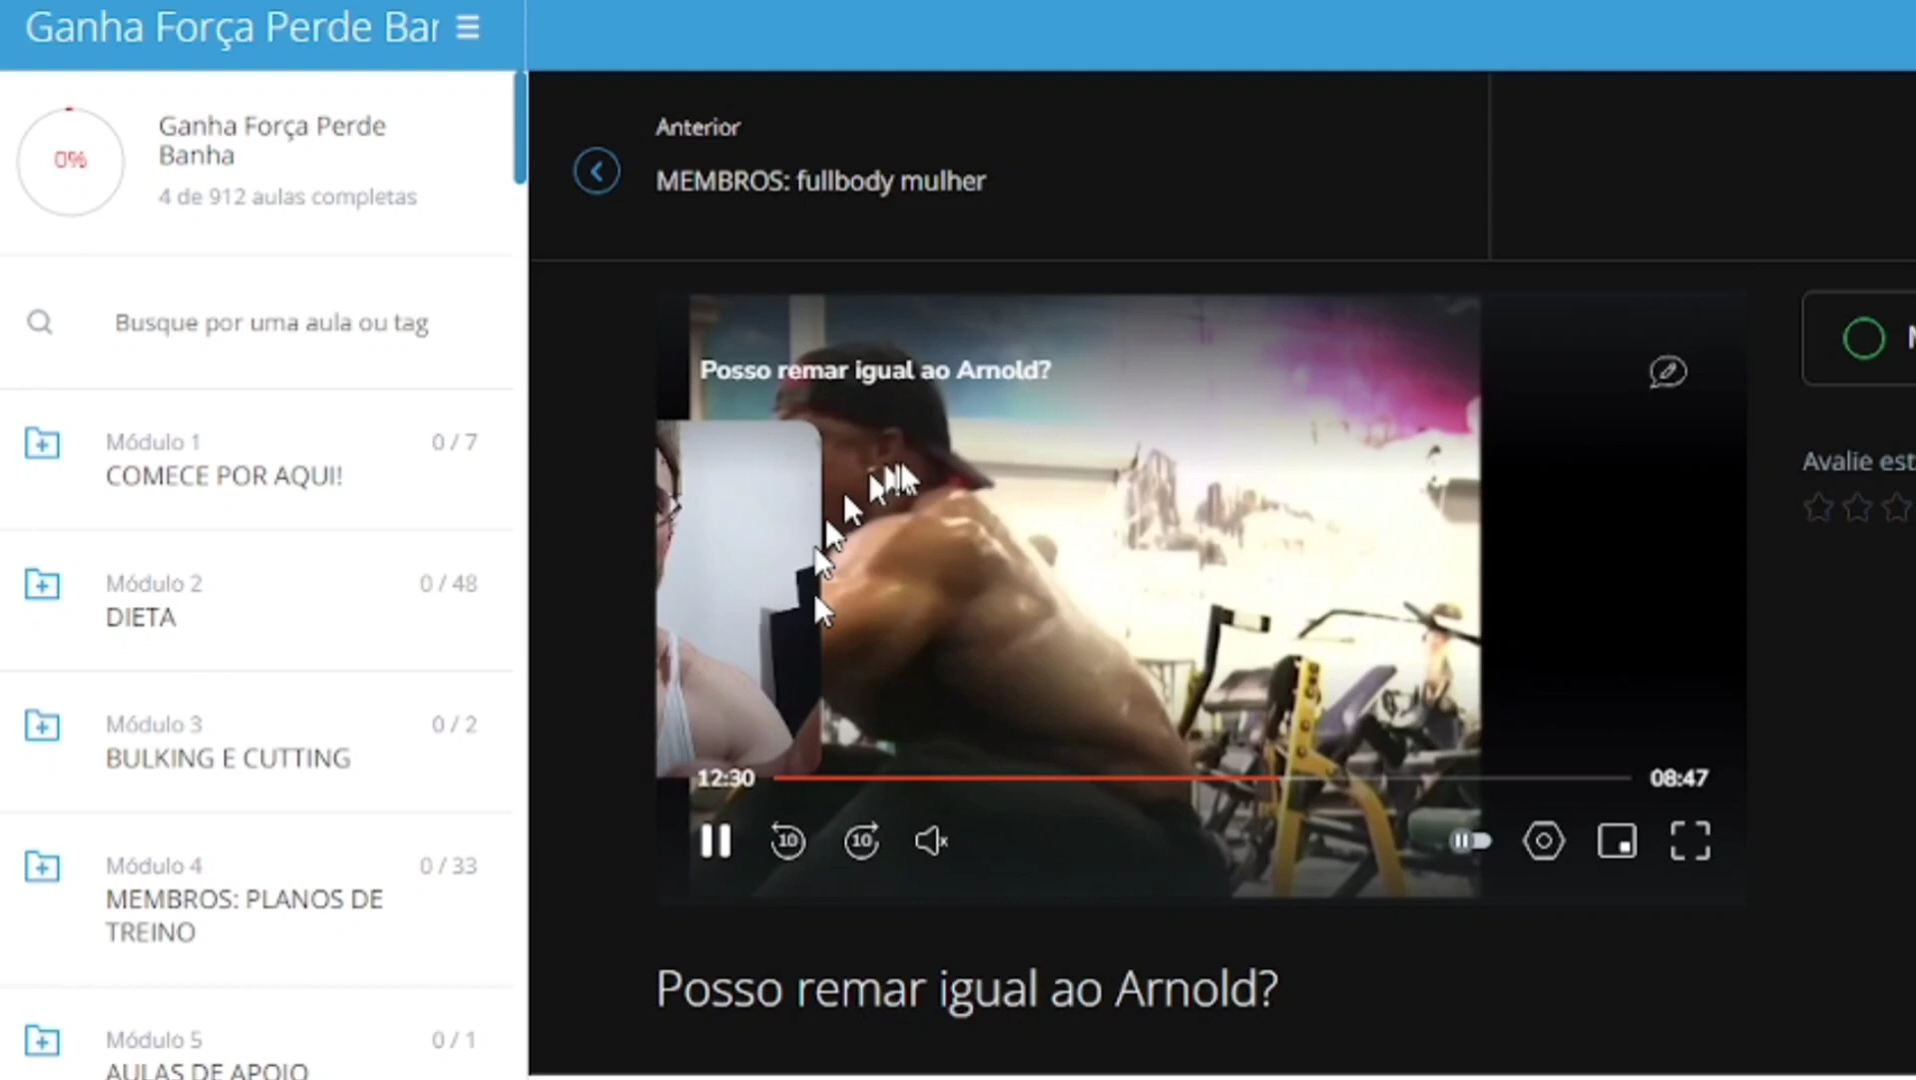 Ganha Força Perde
0%
Ganha Força Perde
Banha
4 de 912 aulas completas
Busque por uma aula ou tag
Módulo 1 0 / 7
COMECE POR AQUI!
Módulo 2 0 / 48
DIETA
Módulo 3 0 / 2
BULKING E CUTTING
Módulo 4 0 / 33
MEMBROS: PLANOS DE
TREINO
Módulo 5 0 / 1
AULAS DE APOIO
Anterior
MEMBROS: fullbody mulher
Posso remar igual ao Arnold?
12:30 08:47
10 10
Posso remar igual ao Arnold?
Avalie